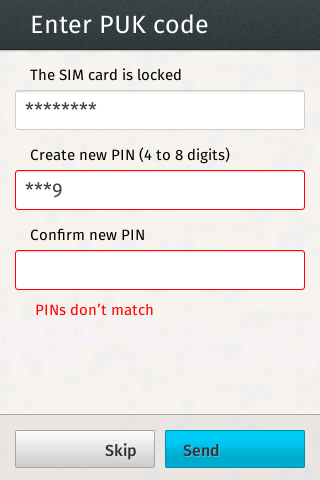 Enter PUK code
The SIM card is locked
********
Create new PIN (4 to 8 digits)
***9
Confirm new PIN
PINs don’t match
Skip Send